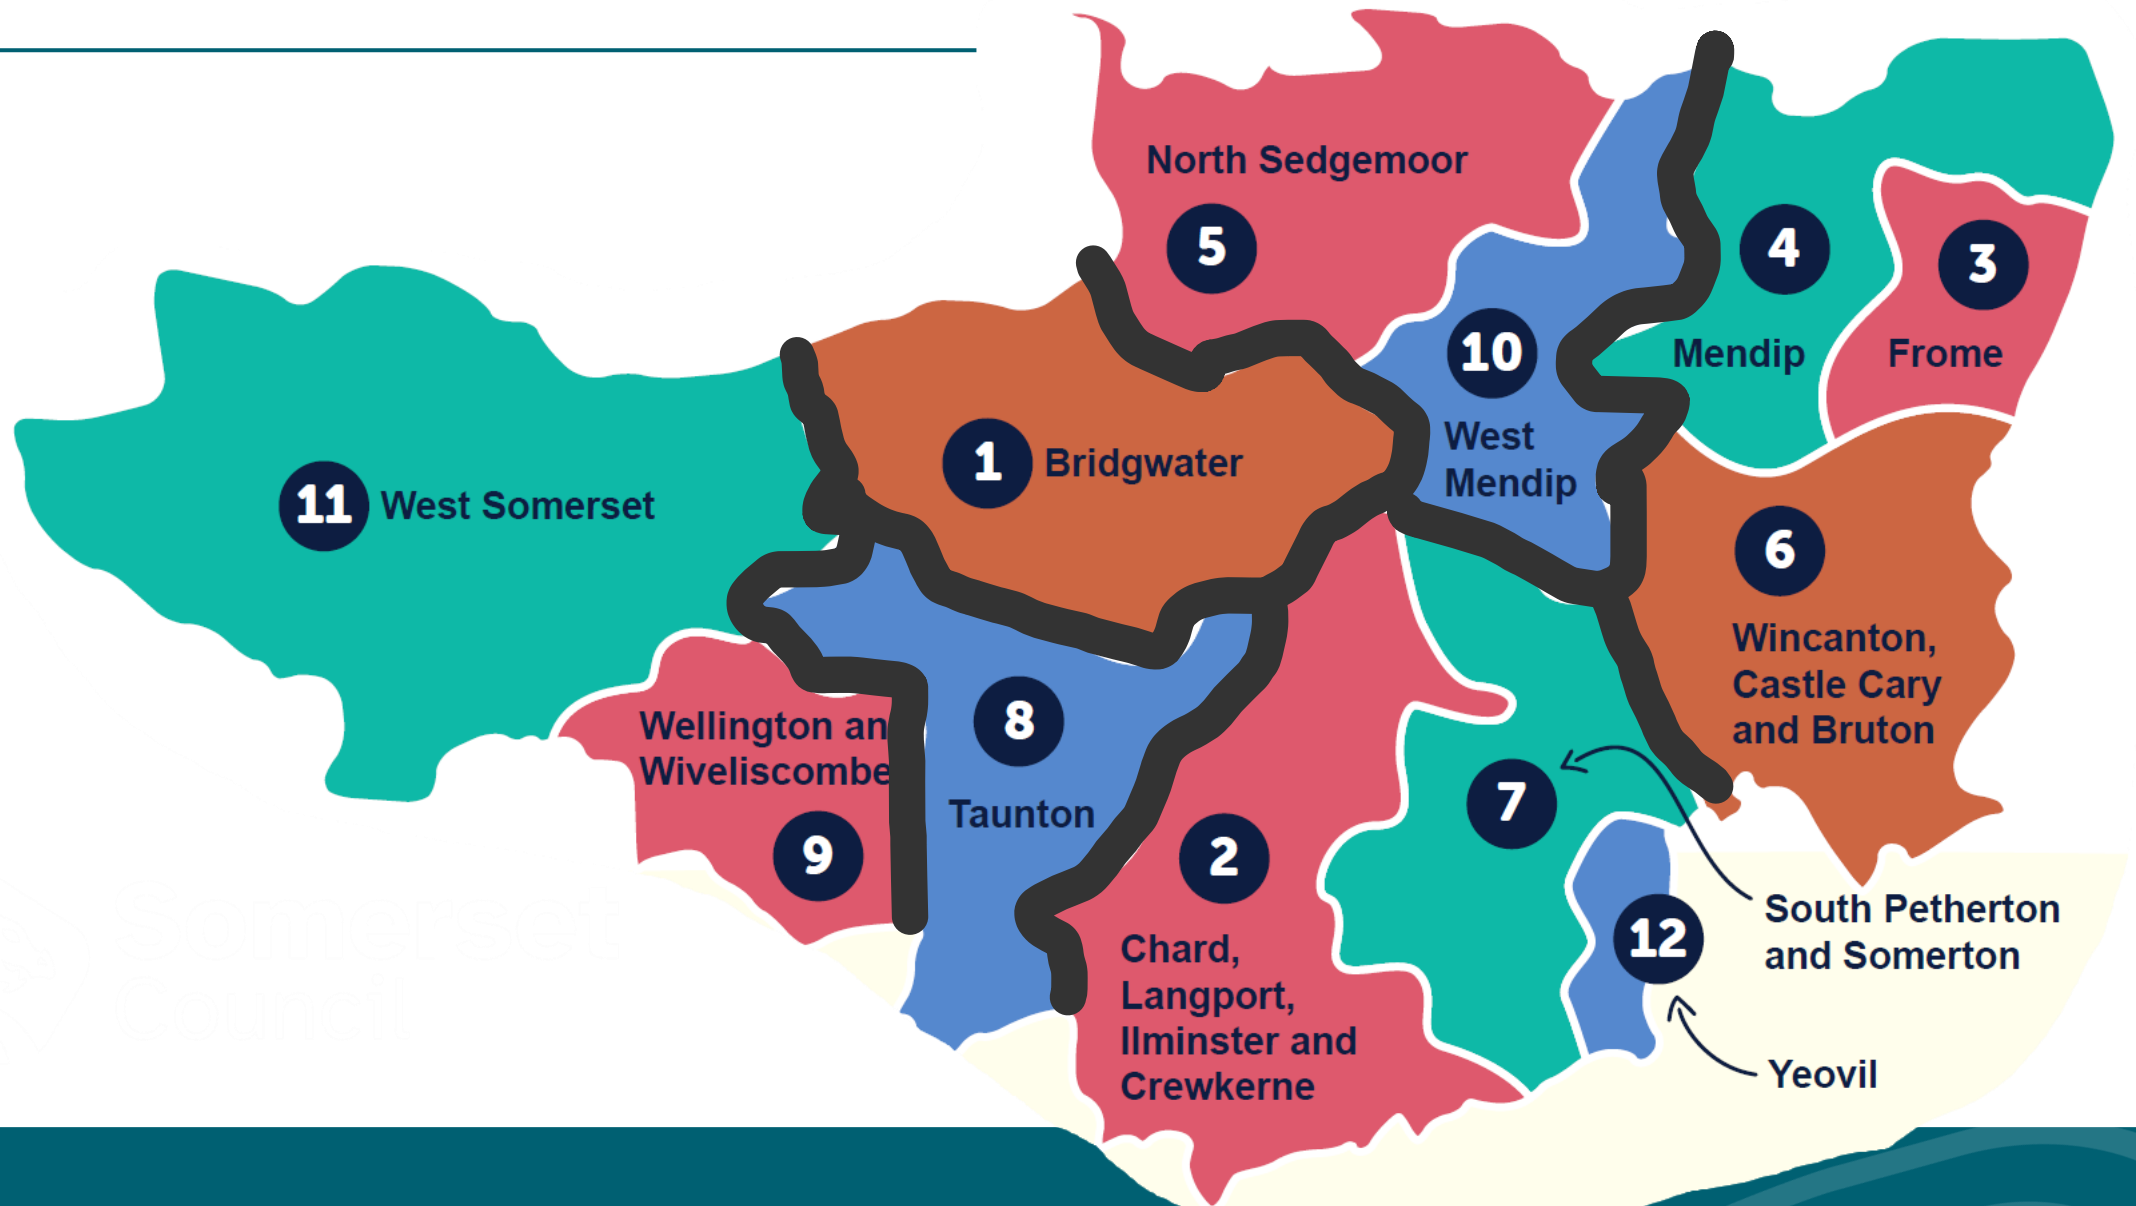 North Sedgemoor
5
4
3
10
Mendip
Frome
West
Mendip
1
Bridgwater
11
West Somerset
6
Wincanton,
Castle Cary
and Bruton
8
Taunton
Wellington an
Wiveliscombe
9
7
2
12
South Petherton
and Somerton
Chard,
Langport,
Ilminster and
Crewkerne
Yeovil
Somerset
Council